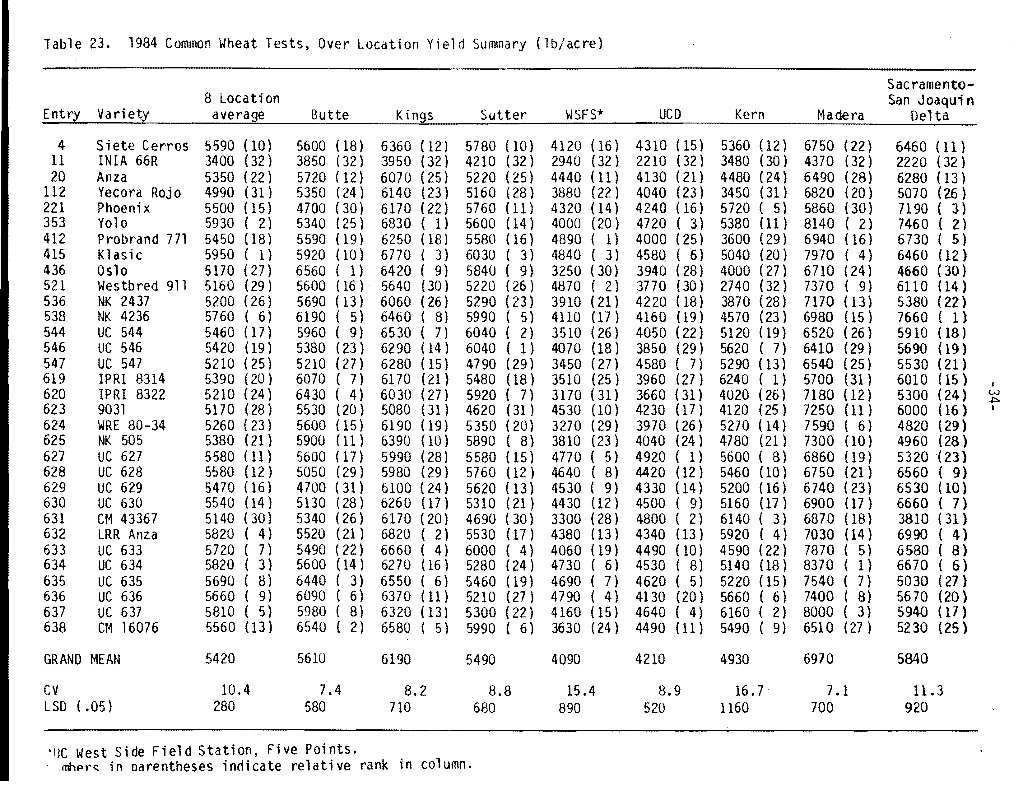 Table 23. 1984 Common Wheat Tests, Over Location Yield Summary (lb/acre)
Entry Variety 8 Location average Butte Kings Sutter WSFS* UCD Kern Madera Sacramento-San Joaquin Delta
4 Siete Cerros 5590 (10) 5600 (18) 6360 (12) 5780 (10) 4120 (16) 4310 (15) 5360 (12) 6750 (22) 6460 (11)
11 INIA 66R 3400 (32) 3850 (32) 3950 (32) 4210 (32) 2940 (32) 2210 (32) 3480 (30) 4370 (32) 2220 (32)
20 Anza 5350 (22) 5720 (12) 6070 (25) 5220 (25) 4440 (11) 4130 (21) 4480 (24) 6490 (28) 6280 (13)
112 Yecora Rojo 4990 (31) 5350 (24) 6140 (23) 5160 (28) 3880 (22) 4040 (23) 3450 (31) 6820 (20) 5070 (26)
221 Phoenix 5500 (15) 4700 (30) 6170 (22) 5760 (11) 4320 (14) 4240 (16) 5720 ( 5) 5860 (30) 7190 ( 3)
353 Yolo 5930 ( 2) 5340 (25) 6830 ( 1) 5600 (14) 4000 (20) 4720 ( 3) 5380 (11) 8140 ( 2) 7460 ( 2)
412 Probrand 771 5450 (18) 5590 (19) 6250 (18) 5580 (16) 4890 ( 1) 4000 (25) 3600 (29) 6940 (16) 6730 ( 5)
415 Klasic 5950 ( 1) 5920 (10) 6770 ( 3) 6030 ( 3) 4840 ( 3) 4580 ( 6) 5040 (20) 7970 ( 4) 6460 (12)
436 Oslo 5170 (27) 6560 ( 1) 6420 ( 9) 5840 ( 9) 3250 (30) 3940 (28) 4000 (27) 6710 (24) 4660 (30)
521 Westbred 911 5160 (29) 5600 (16) 5640 (30) 5220 (26) 4870 ( 2) 3770 (30) 2740 (32) 7370 ( 9) 6110 (14)
536 NK 2437 5200 (26) 5690 (13) 6060 (26) 5290 (23) 3910 (21) 4220 (18) 3870 (28) 7170 (13) 5380 (22)
538 NK 4236 5760 ( 6) 6190 ( 5) 6460 ( 8) 5990 ( 5) 4110 (17) 4160 (19) 4570 (23) 6980 (15) 7660 ( 1)
544 UC 544 5460 (17) 5960 ( 9) 6530 ( 7) 6040 ( 2) 3510 (26) 4050 (22) 5120 (19) 6520 (26) 5910 (18)
546 UC 546 5420 (19) 5380 (23) 6290 (14) 6040 ( 1) 4070 (18) 3850 (29) 5620 ( 7) 6410 (29) 5690 (19)
547 UC 547 5210 (25) 5210 (27) 6280 (15) 4790 (29) 3450 (27) 4580 ( 7) 5290 (13) 6540 (25) 5530 (21)
619 IPRI 8314 5390 (20) 6070 ( 7) 6170 (21) 5480 (18) 3510 (25) 3960 (27) 6240 ( 1) 5700 (31) 6010 (15)
620 IPRI 8322 5210 (24) 6430 ( 4) 6030 (27) 5920 ( 7) 3170 (31) 3660 (31) 4020 (26) 7180 (12) 5300 (24)
623 9031 5170 (28) 5530 (20) 5080 (31) 4620 (31) 4530 (10) 4230 (17) 4120 (25) 7250 (11) 6000 (16)
624 WRE 80-34 5260 (23) 5600 (15) 6190 (19) 5350 (20) 3270 (29) 3970 (26) 5270 (14) 7590 ( 6) 4820 (29)
625 NK 505 5380 (21) 5900 (11) 6390 (10) 5890 ( 8) 3810 (23) 4040 (24) 4780 (21) 7300 (10) 4960 (28)
627 UC 627 5580 (11) 5600 (17) 5990 (28) 5580 (15) 4770 ( 5) 4920 ( 1) 5600 ( 8) 6860 (19) 5320 (23)
628 UC 628 5580 (12) 5050 (29) 5980 (29) 5760 (12) 4640 ( 8) 4420 (12) 5460 (10) 6750 (21) 6560 ( 9)
629 UC 629 5470 (16) 4700 (31) 6100 (24) 5620 (13) 4530 ( 9) 4330 (14) 5200 (16) 6740 (23) 6530 (10)
630 UC 630 5540 (14) 5130 (28) 6260 (17) 5310 (21) 4430 (12) 4500 ( 9) 5160 (17) 6900 (17) 6660 ( 7)
631 CM 43367 5140 (30) 5340 (26) 6170 (20) 4690 (30) 3300 (28) 4800 ( 2) 6140 ( 3) 6870 (18) 3810 (31)
632 LRR Anza 5820 ( 4) 5520 (21) 6820 ( 2) 5530 (17) 4380 (13) 4340 (13) 5920 ( 4) 7030 (14) 6990 ( 4)
633 UC 633 5720 ( 7) 5490 (22) 6660 ( 4) 6000 ( 4) 4060 (19) 4490 (10) 4590 (22) 7870 ( 5) 6580 ( 8)
634 UC 634 5820 ( 3) 5600 (14) 6270 (16) 5280 (24) 4730 ( 6) 4530 ( 8) 5140 (18) 8370 ( 1) 6670 ( 6)
635 UC 635 5690 ( 8) 6440 ( 3) 6550 ( 6) 5460 (19) 4690 ( 7) 4620 ( 5) 5220 (15) 7540 ( 7) 5030 (27)
636 UC 636 5660 ( 9) 6090 ( 6) 6370 (11) 5210 (27) 4790 ( 4) 4130 (20) 5660 ( 6) 7400 ( 8) 5670 (20)
637 UC 637 5810 ( 5) 5980 ( 8) 6320 (13) 5300 (22) 4160 (15) 4640 ( 4) 6160 ( 2) 8000 ( 3) 5940 (17)
638 CM 16076 5560 (13) 6540 ( 2) 6580 ( 5) 5990 ( 6) 3630 (24) 4490 (11) 5490 ( 9) 6510 (27) 5230 (25)
GRAND MEAN 5420 5610 6190 5490 4090 4210 4930 6970 5840
CV 10.4 7.4 8.2 8.8 15.4 8.9 16.7 7.1 11.3
LSD (.05) 280 580 710 680 890 520 1160 700 920
*UC West Side Field Station, Five Points.
in parentheses indicate relative rank in column.
-34-